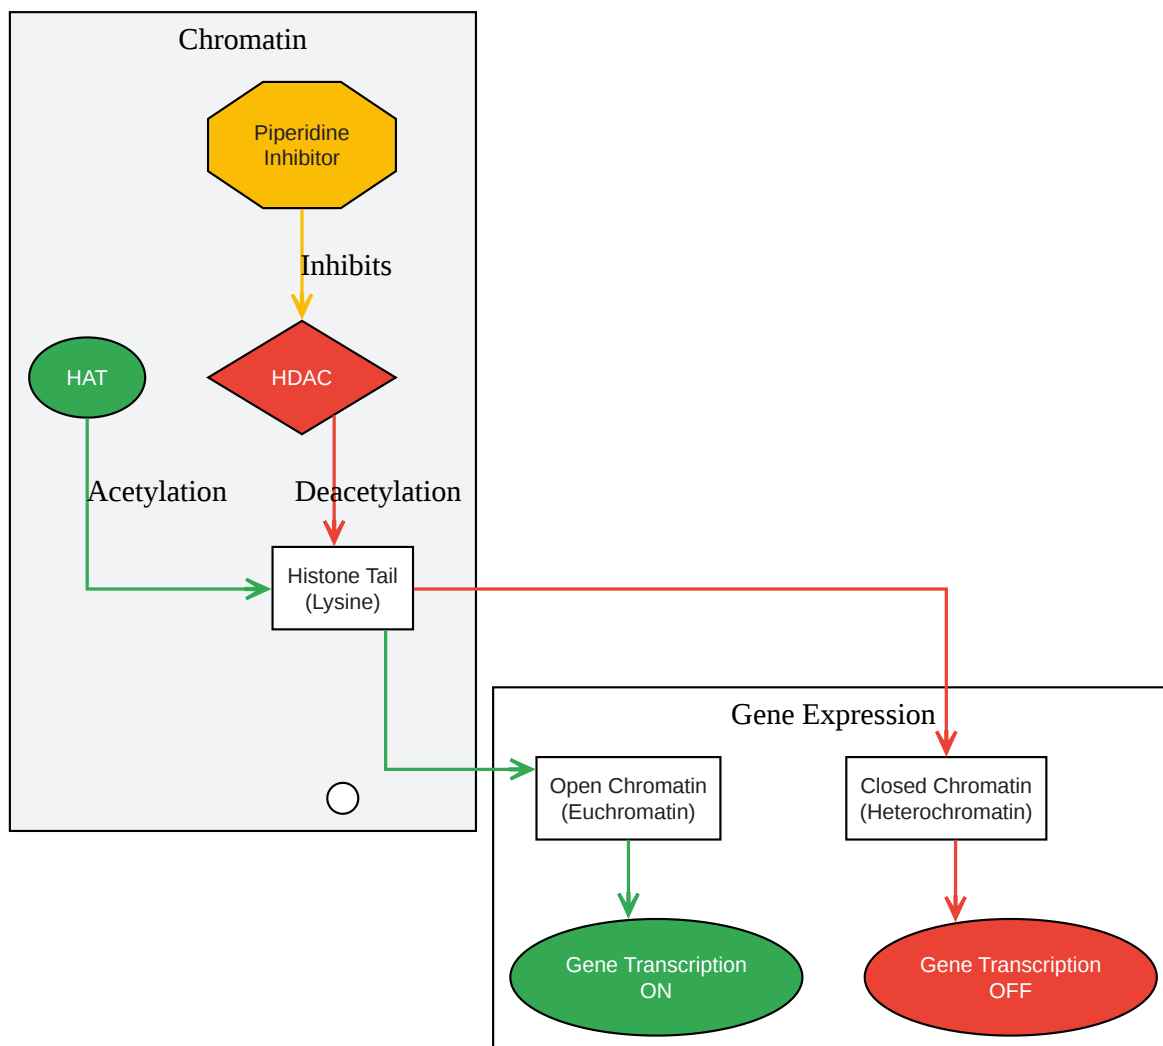 Chromatin
Piperidine
Inhibitor
Inhibits
HAT
HDAC
Acetylation
Deacetylation
Histone Tail
(Lysine)
Gene Expression
Open Chromatin
(Euchromatin)
Closed Chromatin
(Heterochromatin)
Gene Transcription
ON
Gene Transcription
OFF